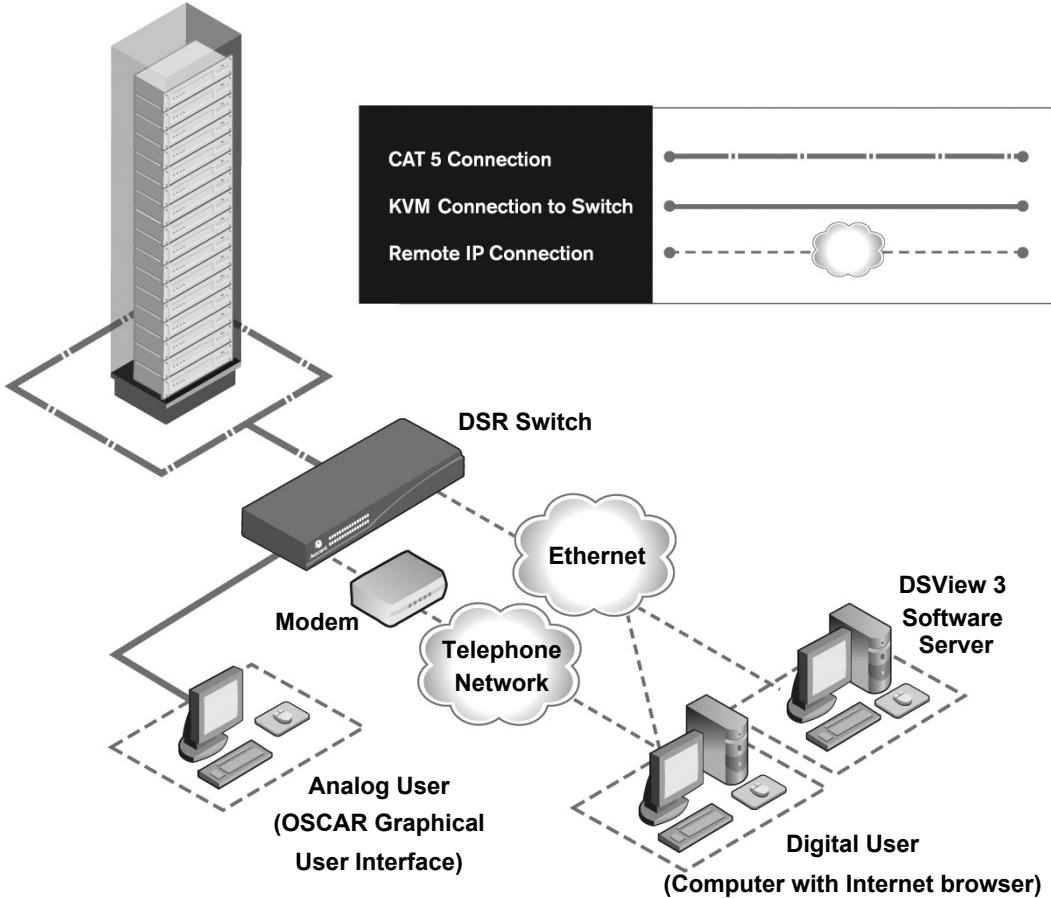 CAT 5 Connection
KVM Connection to Switch
Remote IP Connection
DSR Switch
Ethernet
DSView 3
Software
Server
Modem
Telephone
Network
Analog User
(OSCAR Graphical
User Interface)
Digital User
(Computer with Internet browser)